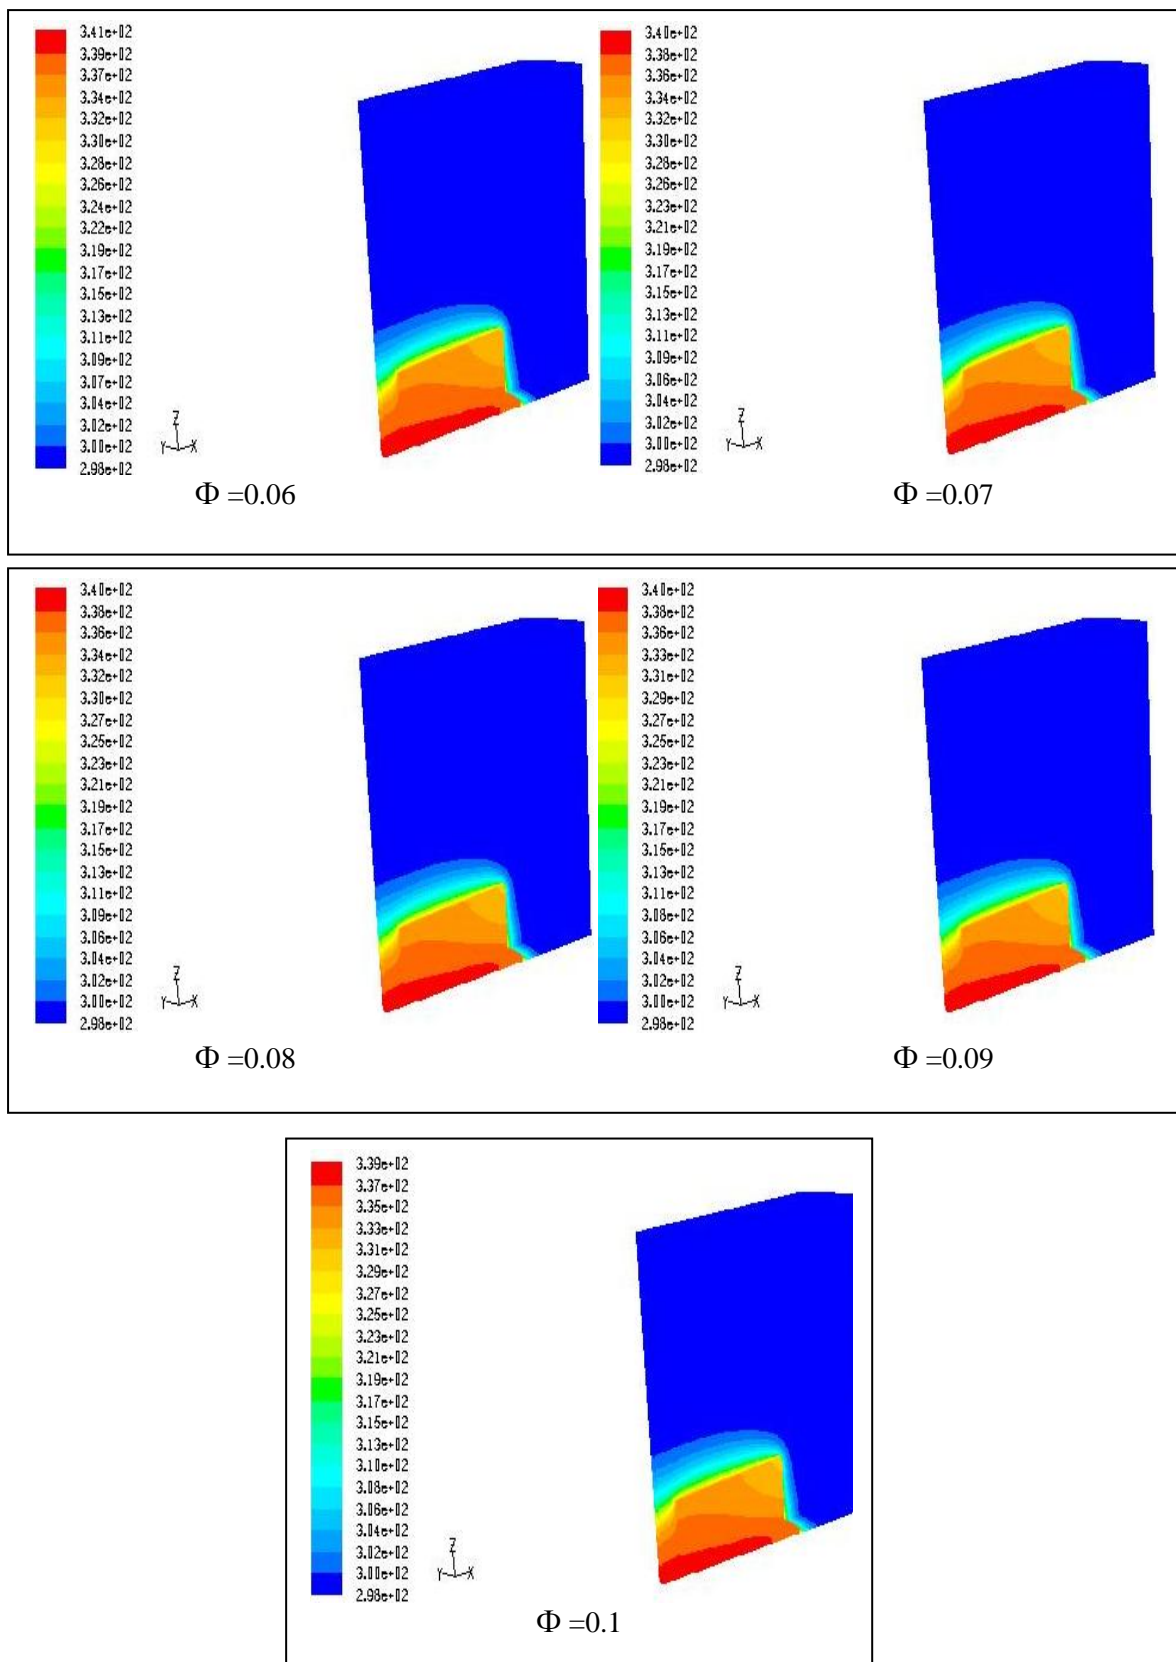 3.41e+02
3.39e+02
3.37e+02
3.34e+02
3.32e+02
3.30e+02
3.28e+02
3.26e+02
3.24e+02
3.22e+02
3.19e+02
3.17e+02
3.15e+02
3.13e+02
3.11e+02
3.09e+02
3.07e+02
3.04e+02
3.02e+02
3.00e+02
2.98e+02
Z
Y X
Φ =0.06
3.40e+02
3.38e+02
3.36e+02
3.34e+02
3.32e+02
3.30e+02
3.28e+02
3.26e+02
3.23e+02
3.21e+02
3.19e+02
3.17e+02
3.15e+02
3.13e+02
3.11e+02
3.09e+02
3.06e+02
3.04e+02
3.02e+02
3.00e+02
2.98e+02
Z
Y X
Φ =0.07
3.40e+02
3.38e+02
3.36e+02
3.34e+02
3.32e+02
3.30e+02
3.27e+02
3.25e+02
3.23e+02
3.21e+02
3.19e+02
3.17e+02
3.15e+02
3.13e+02
3.11e+02
3.09e+02
3.06e+02
3.04e+02
3.02e+02
3.00e+02
2.98e+02
Z
Y X
Φ =0.08
3.40e+02
3.38e+02
3.36e+02
3.33e+02
3.31e+02
3.29e+02
3.27e+02
3.25e+02
3.23e+02
3.21e+02
3.19e+02
3.17e+02
3.15e+02
3.13e+02
3.11e+02
3.08e+02
3.06e+02
3.04e+02
3.02e+02
3.00e+02
2.98e+02
Z
Y X
Φ =0.09
3.39e+02
3.37e+02
3.35e+02
3.33e+02
3.31e+02
3.29e+02
3.27e+02
3.25e+02
3.23e+02
3.21e+02
3.19e+02
3.17e+02
3.15e+02
3.13e+02
3.10e+02
3.08e+02
3.06e+02
3.04e+02
3.02e+02
3.00e+02
2.98e+02
Z
Y X
Φ =0.1